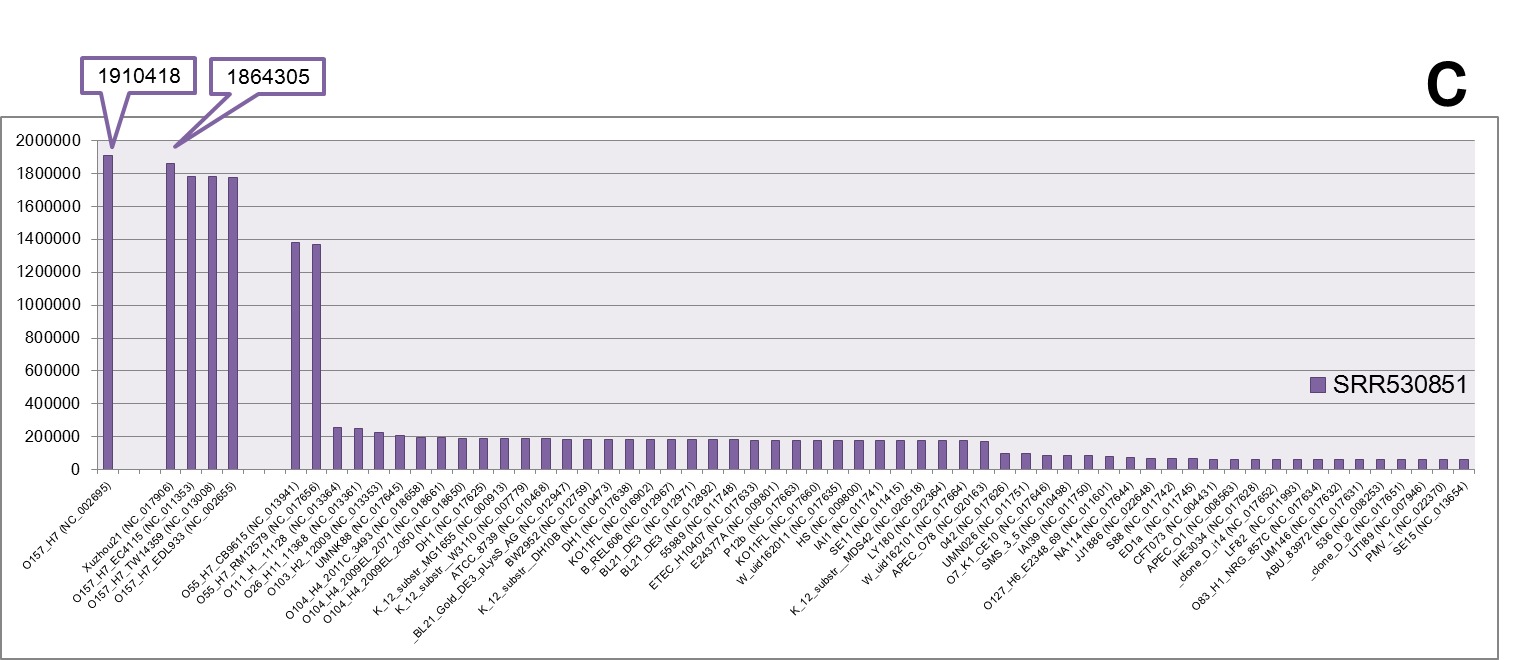 1910418
1864305
C
2000000
1800000
1600000
1400000
1200000
1000000
800000
600000
400000
200000
0
SRR530851
O157_H7 (NC_002695)
Xuzhou21 (NC_017906)
O157_H7_EC4115 (NC_011353)
O157_H7_TW14359 (NC_013008)
O157_H7_EDL933 (NC_002655)
O55_H7_CB9615 (NC_013941)
O55_H7_RM12579 (NC_017656)
O111_H__11128 (NC_013364)
O26_H11_11368 (NC_013361)
O103_H2_12009 (NC_013353)
UMNK88 (NC_017645)
O104_H4_2011C_3493 (NC_018658)
O104_H4_2009EL_2071 (NC_018661)
O104_H4_2009EL_2050 (NC_018650)
DH1 (NC_017625)
K_12_substr_MG1655 (NC_000913)
K_12_substr_W3110 (NC_007779)
ATCC_8739 (NC_010468)
_BL21_Gold_DE3_pLysS_AG (NC_012947)
BW2952 (NC_012759)
K_12_substr_DH10B (NC_010473)
DH1 (NC_017638)
KO11FL (NC_016902)
B_REL606 (NC_012967)
BL21_DE3 (NC_012971)
BL21_DE3 (NC_012892)
55989 (NC_011748)
ETEC_H10407 (NC_017633)
E24377A (NC_009801)
P12b (NC_017663)
KO11FL (NC_017660)
W_uid162011 (NC_017635)
HS (NC_009800)
IAI1 (NC_011741)
SE11 (NC_011415)
K_12_substr__MDS42 (NC_020518)
LY180 (NC_022364)
W_uid162101 (NC_017664)
APEC_O78 (NC_020163)
042 (NC_017626)
UMN026 (NC_011751)
O7_K1_CE10 (NC_017646)
SMS_3_5 (NC_010498)
IAI39 (NC_011750)
O127_H6_E2348_69 (NC_011601)
NA114 (NC_017644)
JJ1886 (NC_022648)
S88 (NC_011742)
ED1a (NC_011745)
CFT073 (NC_004431)
APEC_O1 (NC_008563)
IHE3034 (NC_017628)
_clone_D_i14 (NC_017652)
LF82 (NC_011993)
O83_H1_NRG_857C (NC_017634)
UM146 (NC_017632)
ABU_83972 (NC_017631)
536 (NC_008253)
_clone_D_i2 (NC_017651)
UTI89 (NC_007946)
PMV_1 (NC_022370)
SE15 (NC_013654)